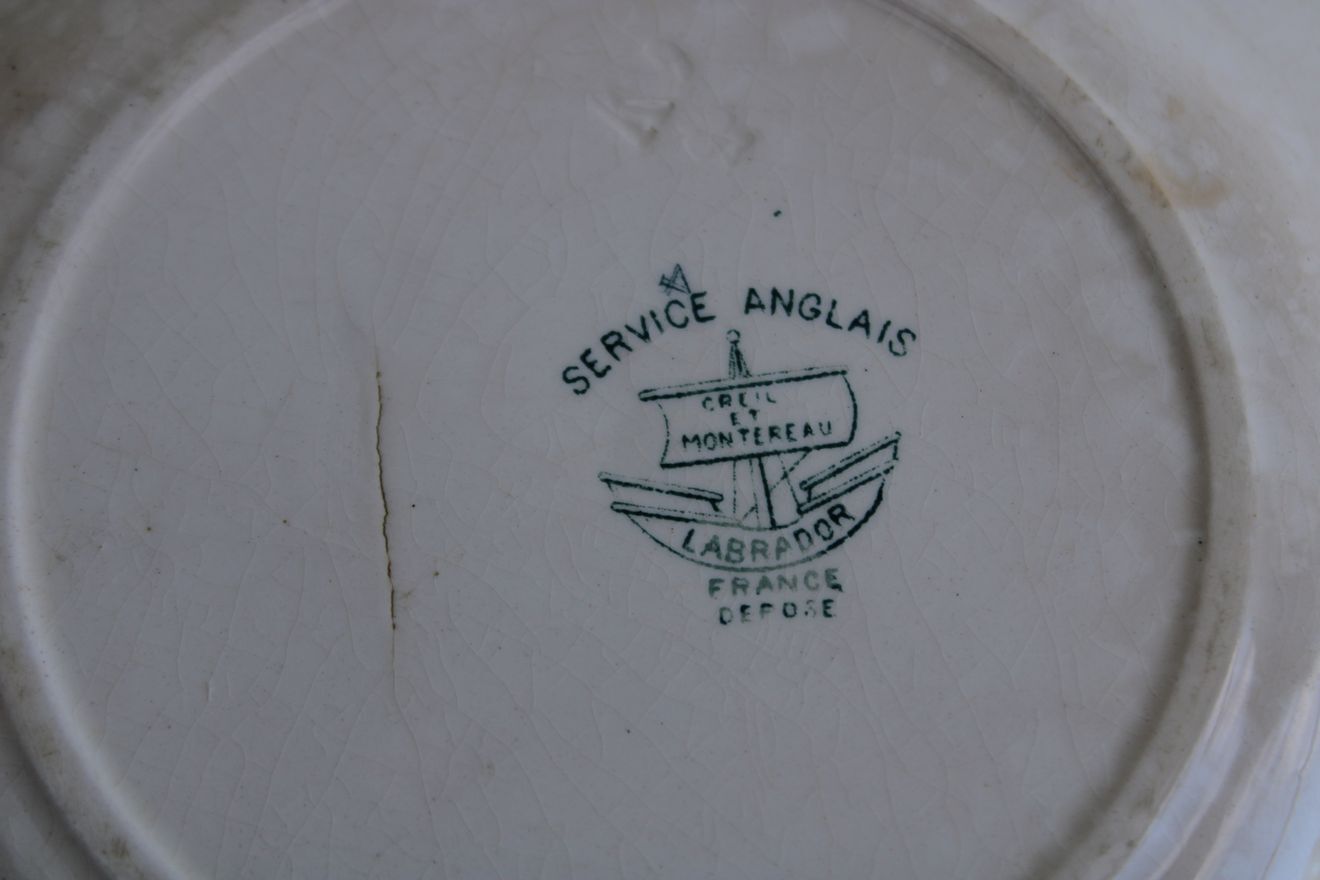 SERVICE ANGLAIS
CREIL
ET
MONTEREAU
LABRADOR
FRANCE
DEPOSE